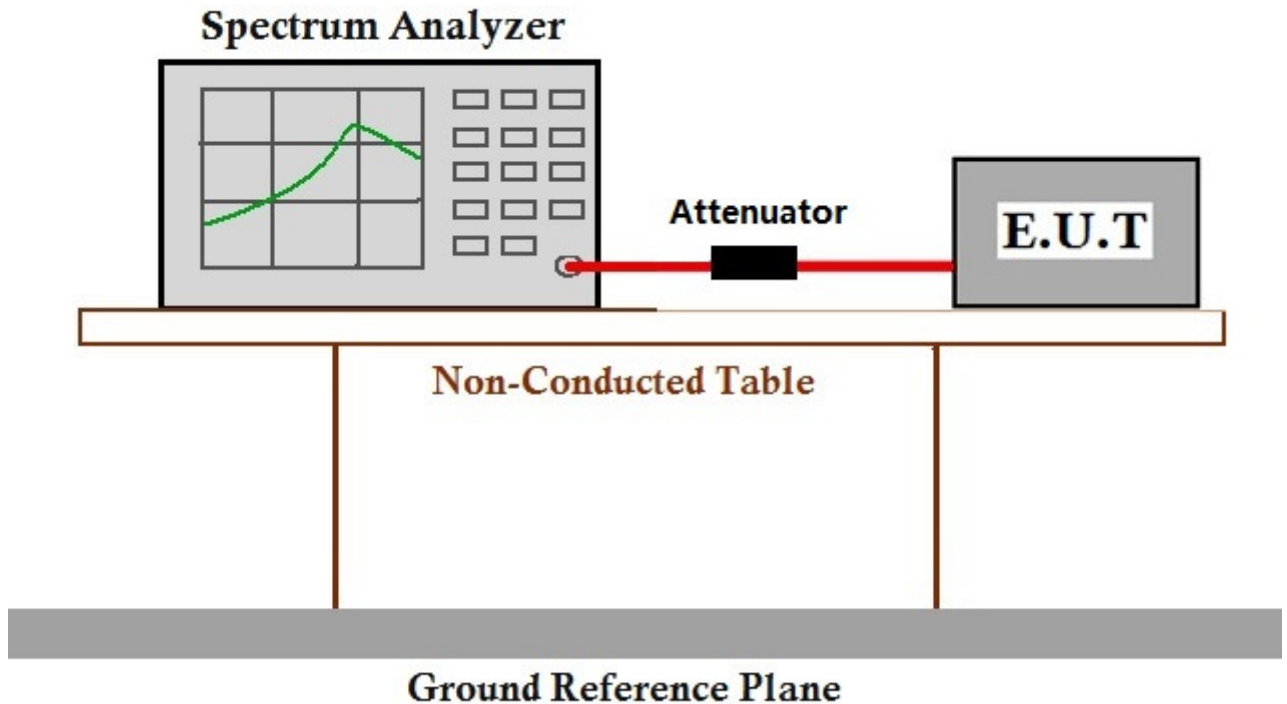 Spectrum Analyzer
Attenuator
E.U.T
Non-Conducted Table
Ground Reference Plane